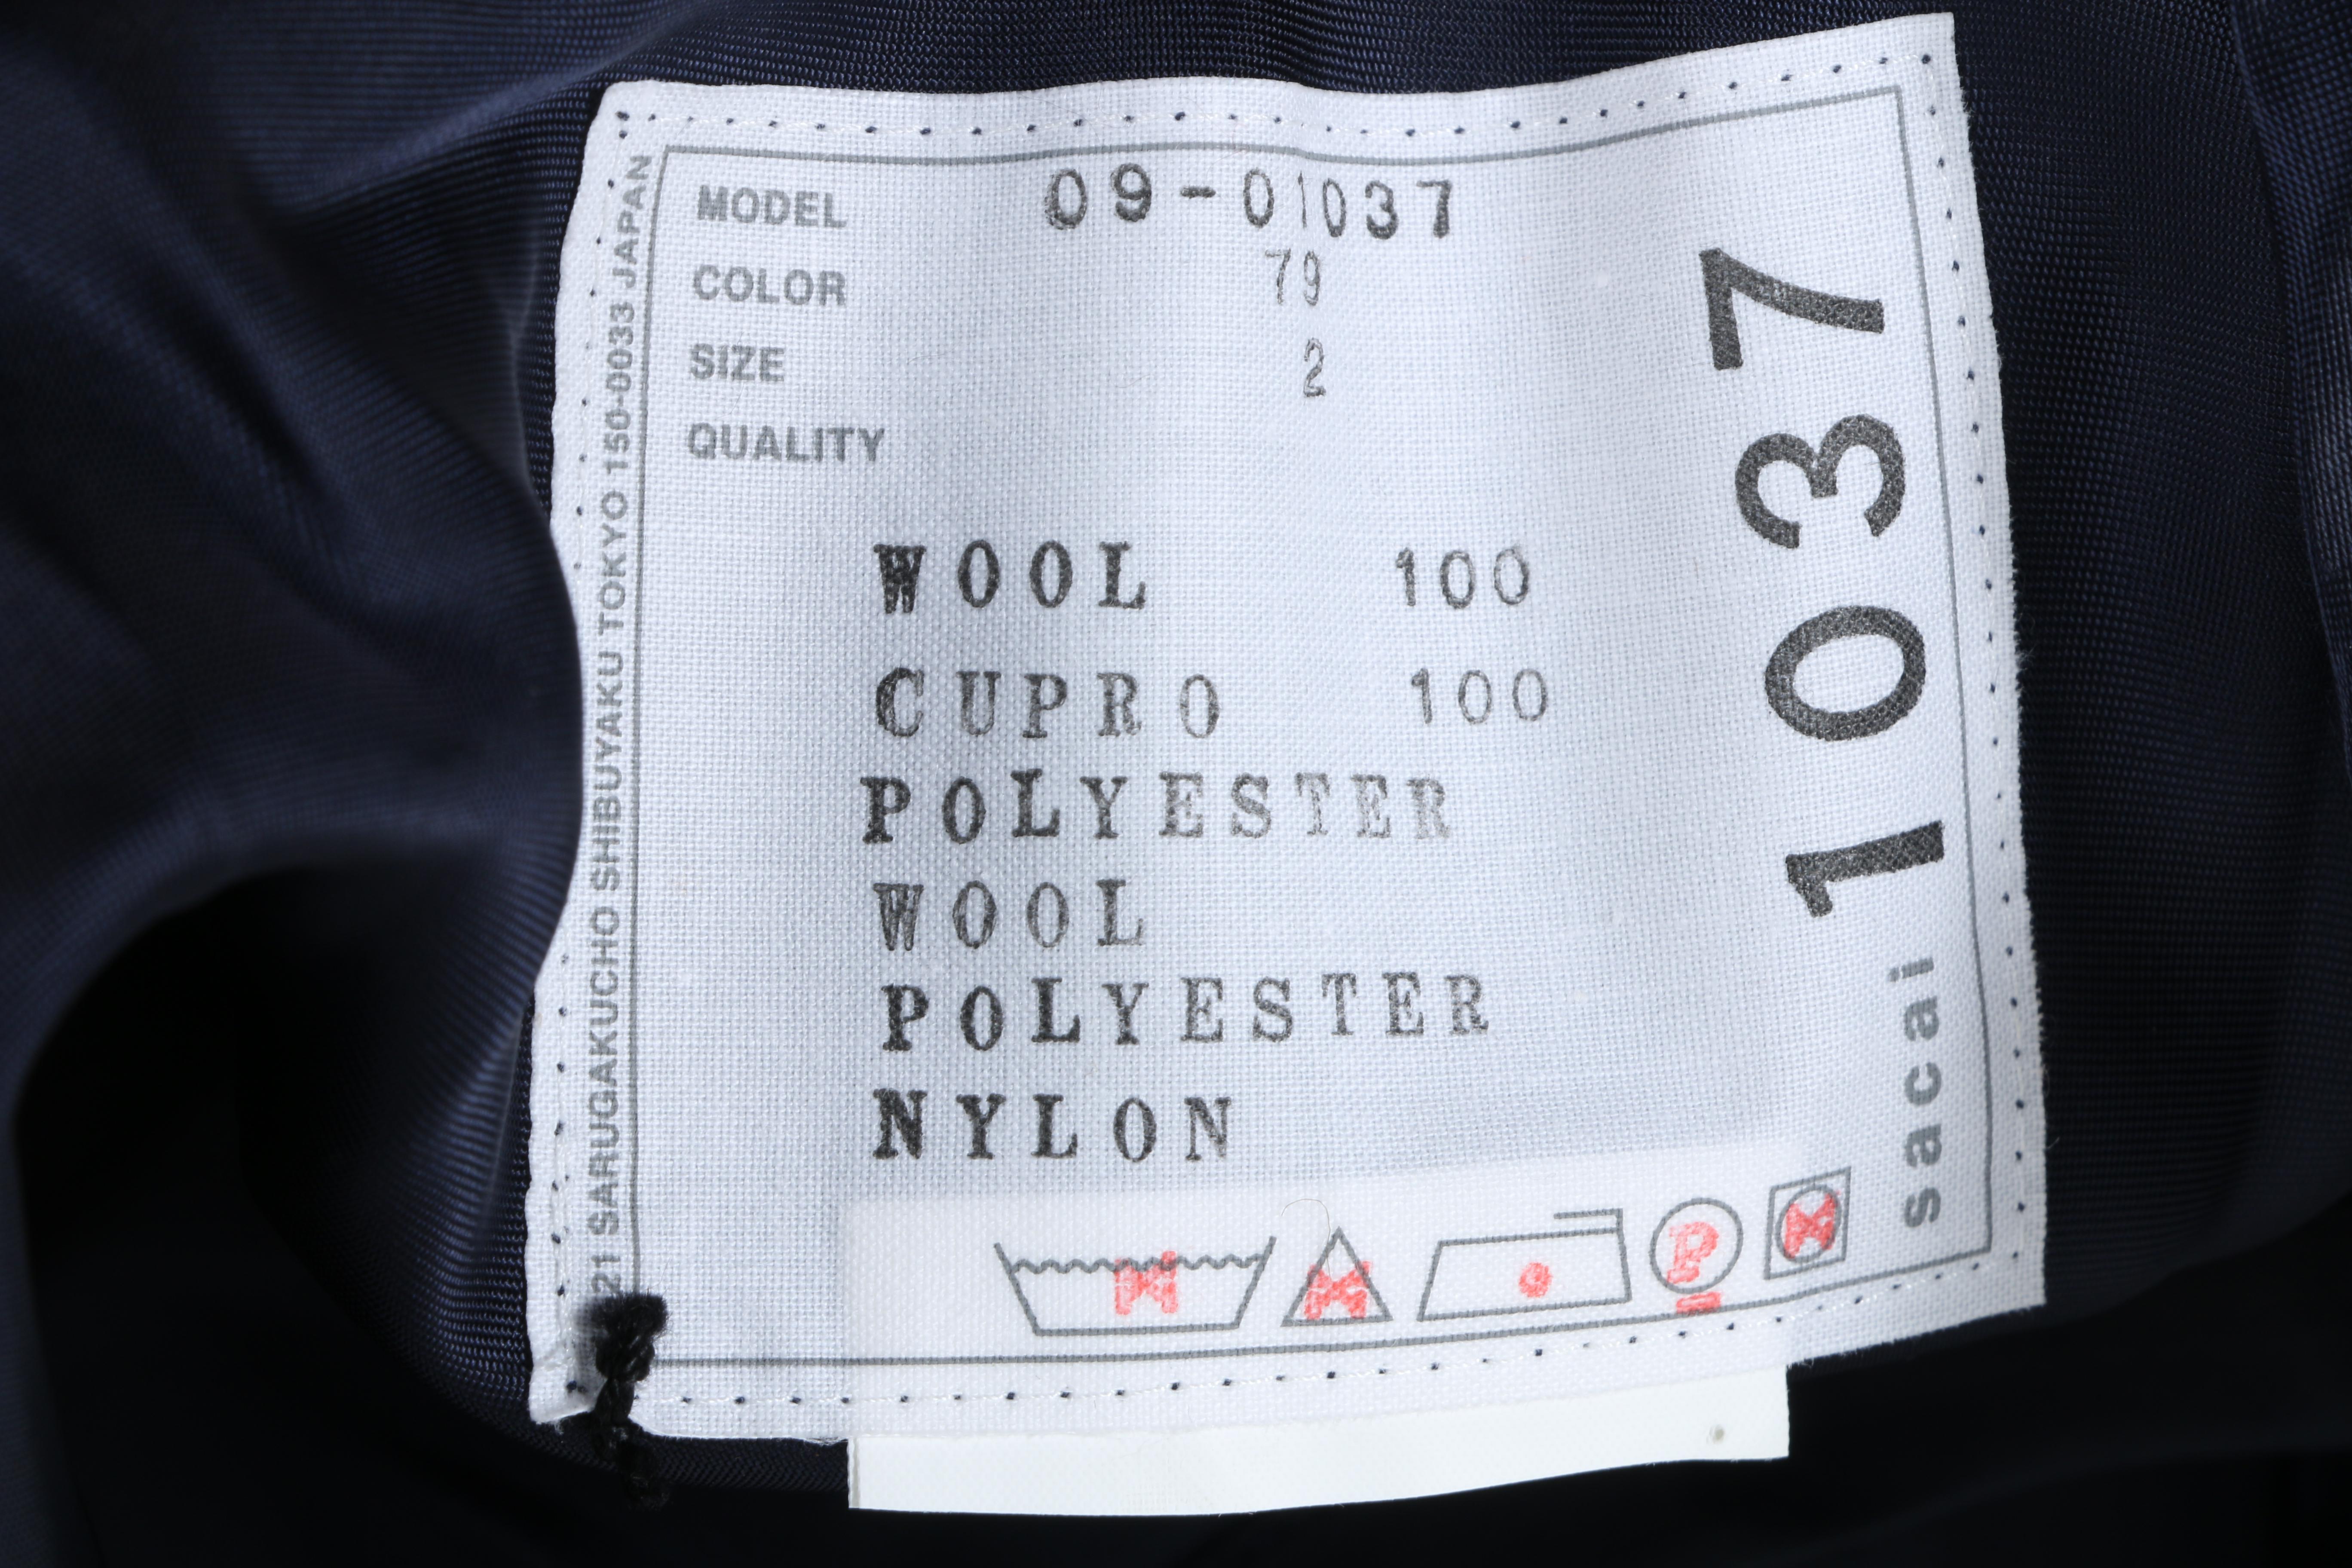 MODEL 09-01037
COLOR 79
SIZE 2
QUALITY
WOOL 100
CUPRO 100
POLYESTER
WOOL
POLYESTER
NYLON
P
1037
sacai
21 SARUGAKUCHO SHIBUYAKU TOKYO 150-0033 JAPAN